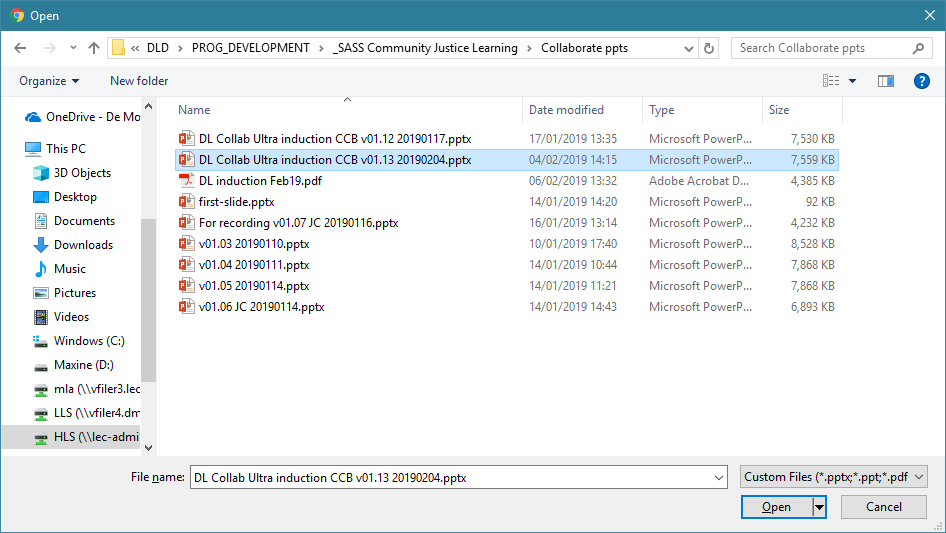 Open
« DLD > PROG_DEVELOPMENT > _SASS Community Justice Learning > Collaborate ppts
Search Collaborate ppts
Organize
New folder
?
Name Date modified Type Size
OneDrive - De Mo
This PC
3D Objects
Desktop
Documents
Downloads
Music
Pictures
Videos
Windows (C:)
Maxine (D:)
mla (\\vfiler3.lec
LLS (\\vfiler4.dm
HLS (\\lec-admi
DL Collab Ultra induction CCB v01.12 20190117.pptx 17/01/2019 13:35 Microsoft PowerP... 7,530 KB
DL Collab Ultra induction CCB v01.13 20190204.pptx 04/02/2019 14:15 Microsoft PowerP... 7,559 KB
DL induction Feb19.pdf 06/02/2019 13:32 Adobe Acrobat D... 4,385 KB
first-slide.pptx 14/01/2019 14:20 Microsoft PowerP... 92 KB
For recording v01.07 JC 20190116.pptx 16/01/2019 13:14 Microsoft PowerP... 4,232 KB
v01.03 20190110.pptx 10/01/2019 17:40 Microsoft PowerP... 8,528 KB
v01.04 20190111.pptx 14/01/2019 10:44 Microsoft PowerP... 7,868 KB
v01.05 20190114.pptx 14/01/2019 11:21 Microsoft PowerP... 7,868 KB
v01.06 JC 20190114.pptx 14/01/2019 14:43 Microsoft PowerP... 6,893 KB
File name: DL Collab Ultra induction CCB v01.13 20190204.pptx
Custom Files (*.pptx;*.ppt;*.pdf
Open
Cancel